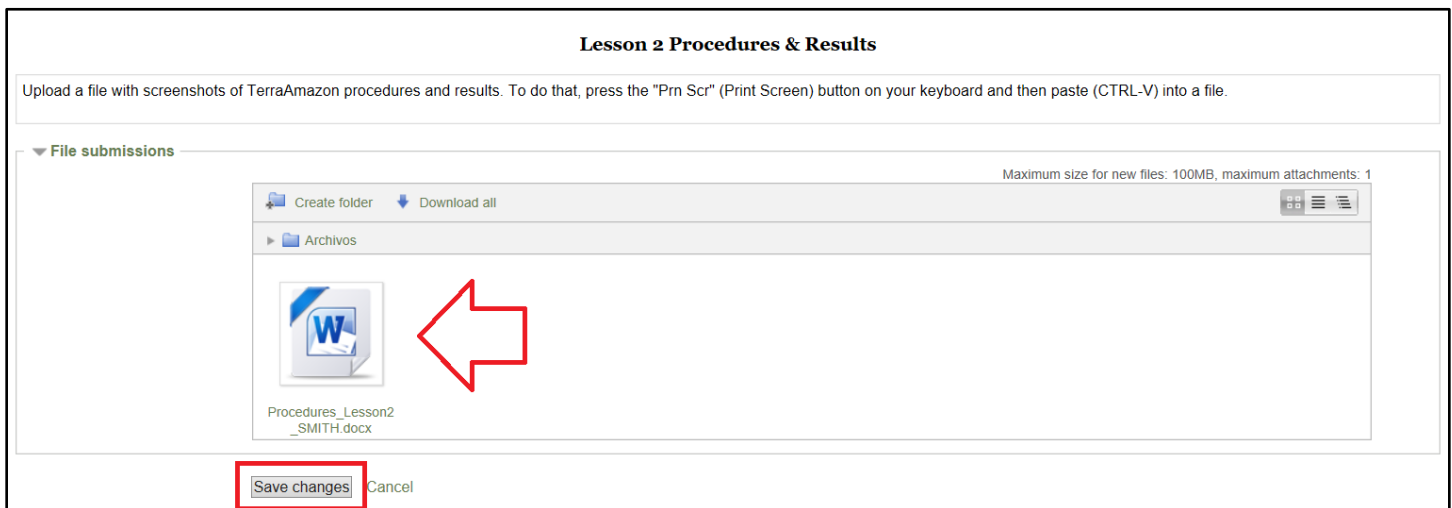 Lesson 2 Procedures & Results
Upload a file with screenshots of TerraAmazon procedures and results. To do that, press the "Prn Scr" (Print Screen) button on your keyboard and then paste (CTRL-V) into a file.
File submissions
Maximum size for new files: 100MB, maximum attachments: 1
Create folder Download all
Archivos
W
Procedures_Lesson2
_SMITH.docx
Save changes Cancel